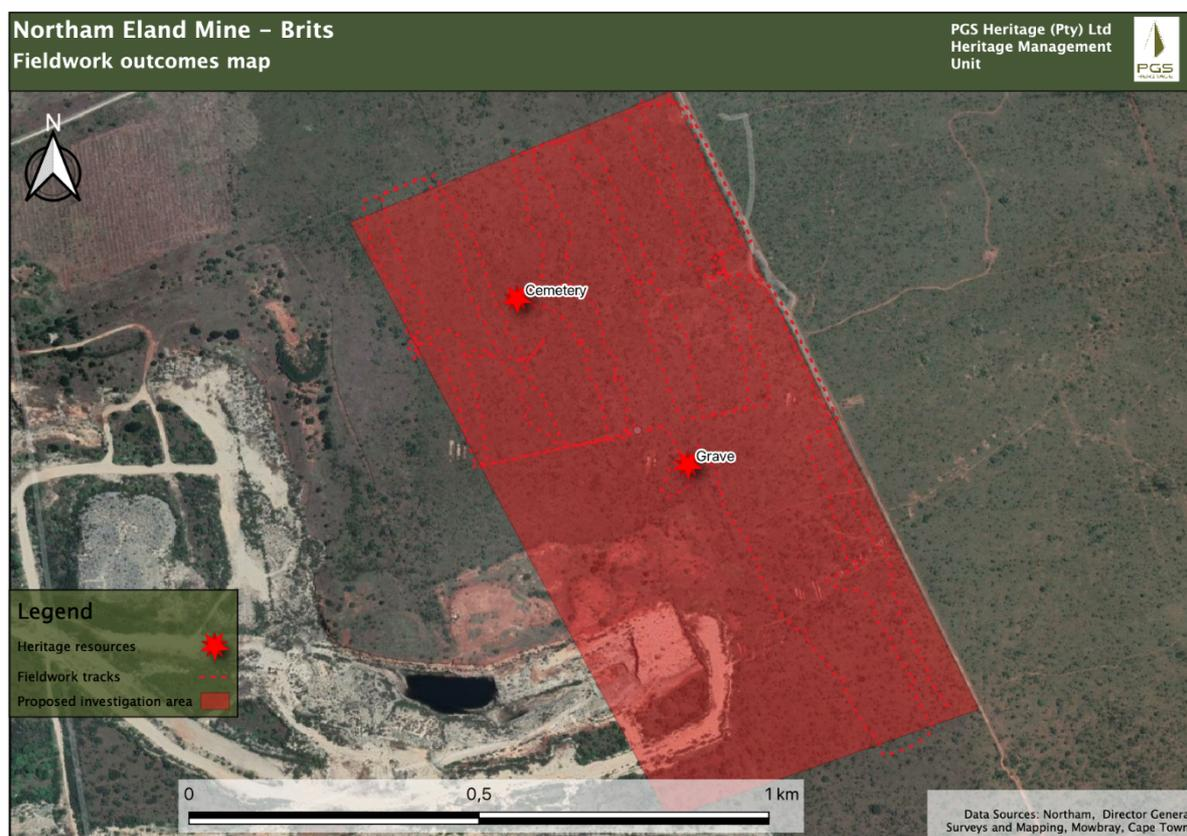 Northam Eland Mine – Brits
Fieldwork outcomes map
PGS Heritage (Pty) Ltd
Heritage Management
Unit
PGS
HERITAGE
N
Cemetery
Grave
Legend
Heritage resources
Fieldwork tracks
Proposed investigation area
0 0,5 1 km
Data Sources: Northam, Director Genera
Surveys and Mapping, Mowbray, Cape Town